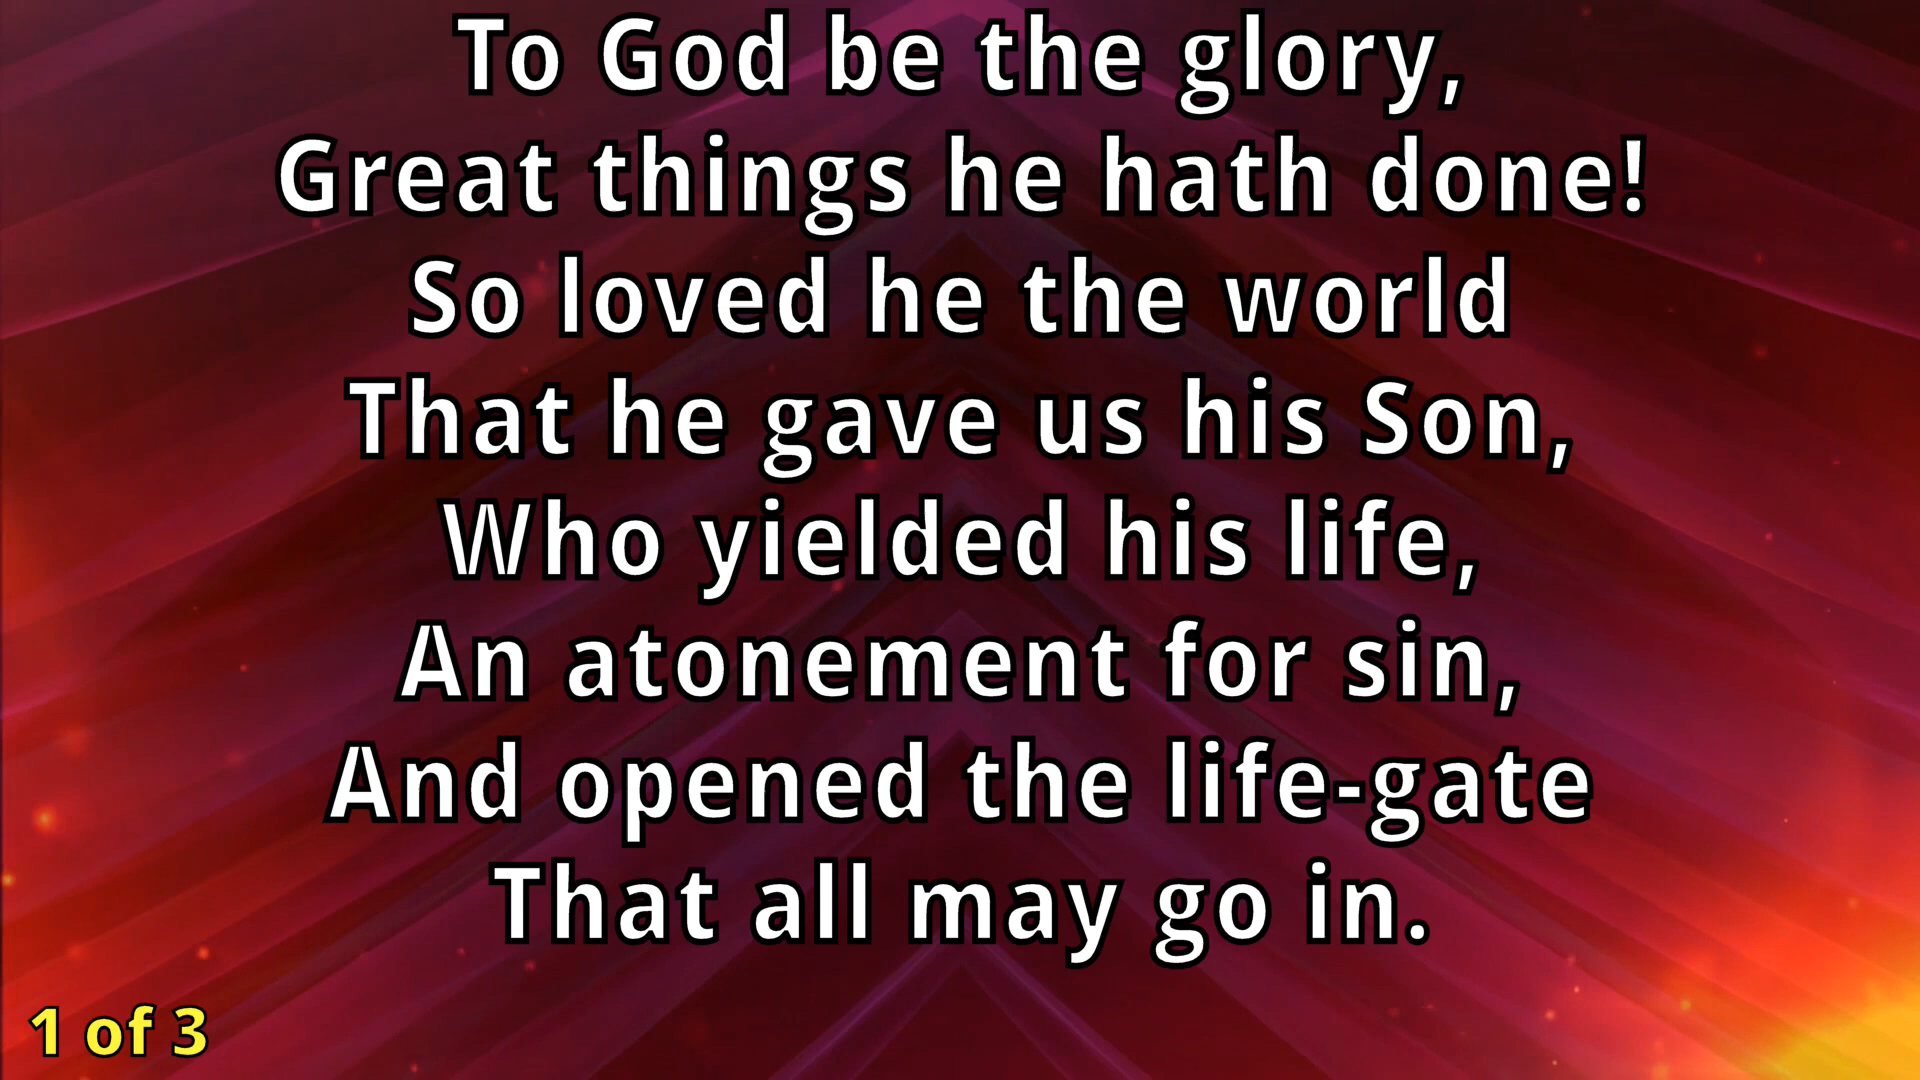 To God be the glory,
Great things he hath done!
So loved he the world
That he gave us his Son,
Who yielded his life,
An atonement for sin,
And opened the life-gate
That all may go in.
1 of 3